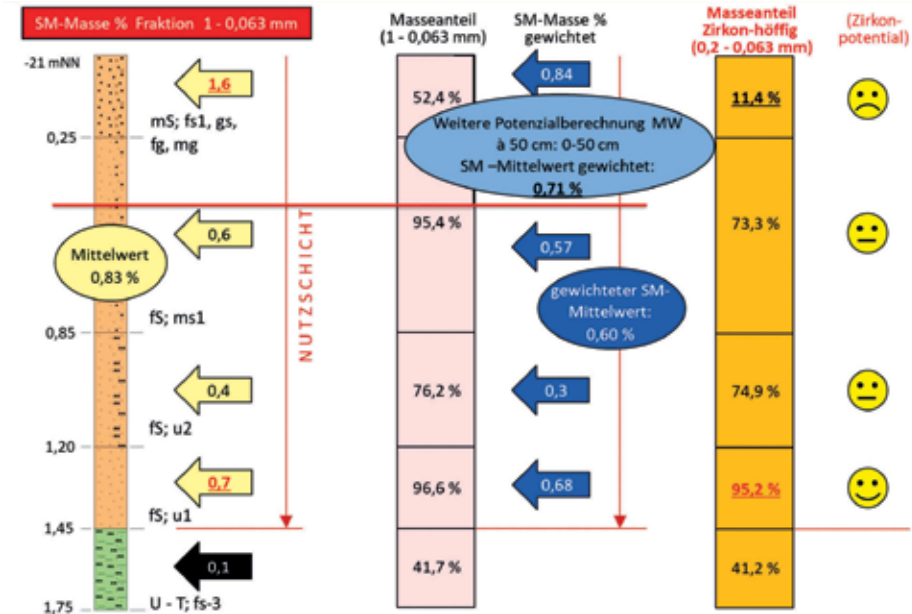 SM-Masse % Fraktion 1 - 0,063 mm
Masseanteil
(1 - 0,063 mm)
SM-Masse %
gewichtet
Masseanteil
Zirkon-höffig
(0,2 - 0,063 mm)
(Zirkon-
potential)
-21 mNN
1,6
mS; fs1, gs,
fg, mg
0,25
52,4 %
0,84
11,4 %
Weitere Potenzialberechnung MW
à 50 cm: 0-50 cm
SM –Mittelwert gewichtet:
0,71 %
0,6
95,4 %
0,57
73,3 %
Mittelwert
0,83 %
NUTZSCHICHT
gewichteter SM-
Mittelwert:
0,60 %
fS; ms1
0,85
0,4
76,2 %
0,3
74,9 %
fS; u2
1,20
0,7
96,6 %
0,68
95,2 %
fS; u1
1,45
0,1
41,7 %
41,2 %
U - T; fs-3
1,75